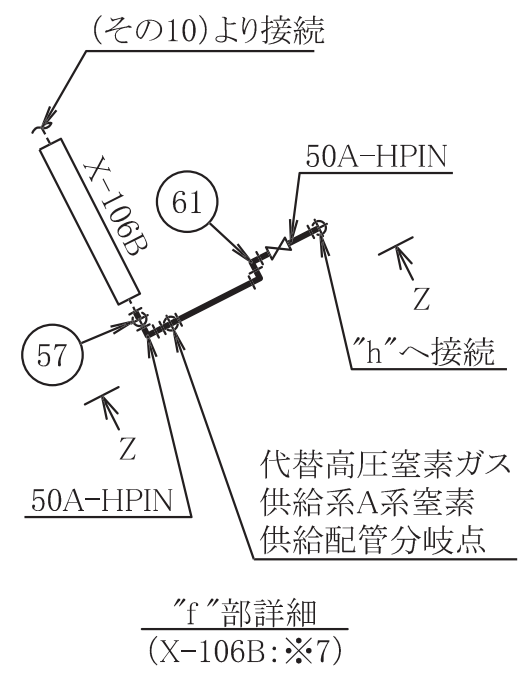 (その10)より接続
50A-HPIN
X-106B
61
Z
57
"h"へ接続
Z
代替高圧窒素ガス
供給系A系窒素
供給配管分岐点
50A-HPIN
"f"部詳細
(X-106B:※7)